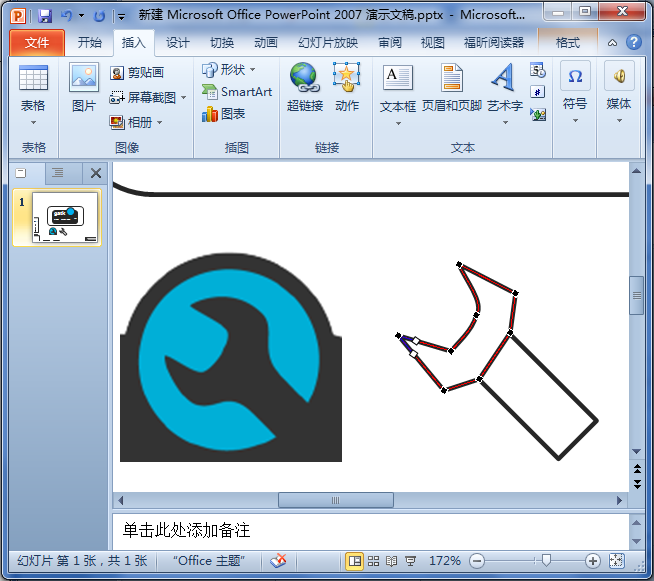 新建 Microsoft Office PowerPoint 2007 演示文稿.pptx - Microsoft...
文件 开始 插入 设计 切换 动画 幻灯片放映 审阅 视图 福昕阅读器 格式
表格 图片 剪贴画 屏幕截图 相册 形状 SmartArt 图表 超链接 动作 文本框 页眉和页脚 艺术字 符号 媒体
表格 图像 插图 链接 文本
1
单击此处添加备注
幻灯片 第 1 张，共 1 张 "Office 主题" 172%